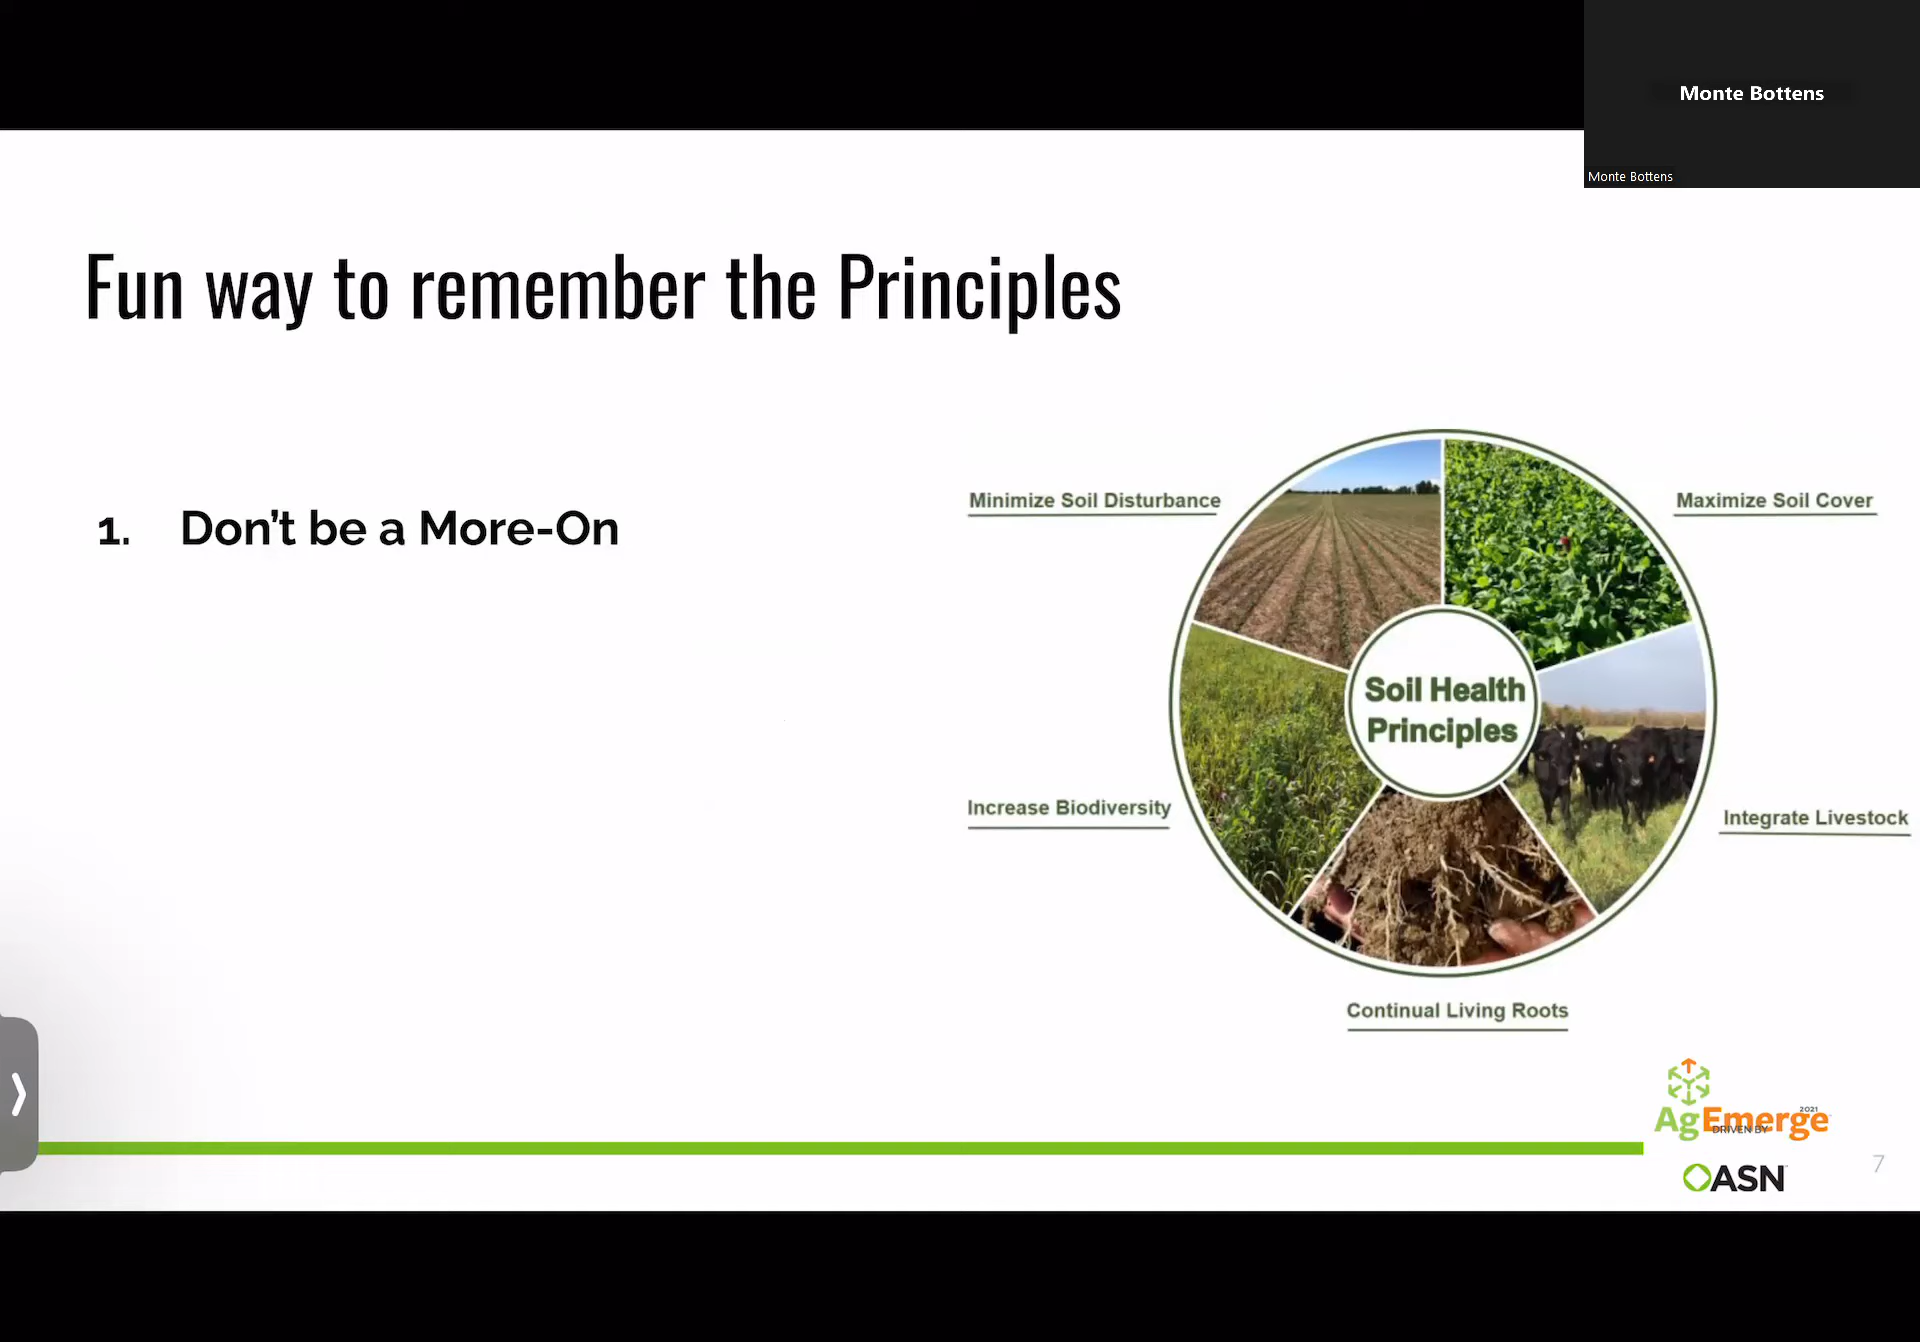 Monte Bottens
Monte Bottens
Fun way to remember the Principles
1. Don't be a More-On
Minimize Soil Disturbance
Maximize Soil Cover
Soil Health
Principles
Increase Biodiversity
Integrate Livestock
Continual Living Roots
2021
AgEmerge
DRIVEN BY
ASN
7